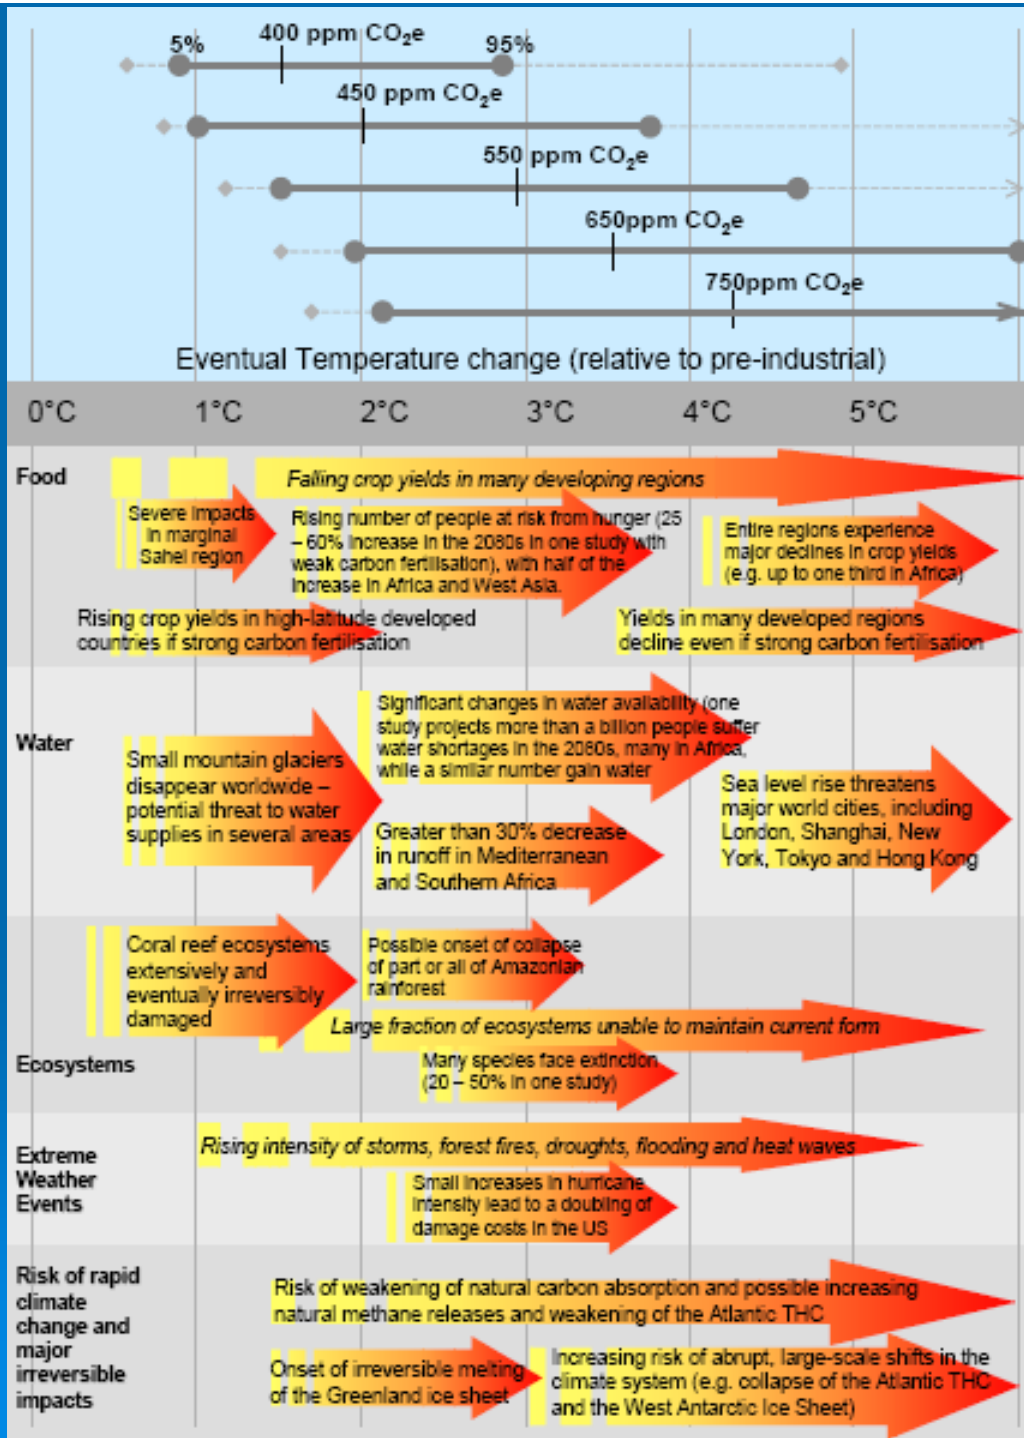 5%
400 ppm CO₂e
95%
450 ppm CO₂e
550 ppm CO₂e
650ppm CO₂e
750ppm CO₂e
Eventual Temperature change (relative to pre-industrial)
0°C 1°C 2°C 3°C 4°C 5°C
Food
Falling crop yields in many developing regions
Severe impacts
in marginal
Sahel region
Rising number of people at risk from hunger (25
– 60% increase in the 2080s in one study with
weak carbon fertilisation), with half of the
increase in Africa and West Asia.
Entire regions experience
major declines in crop yields
(e.g. up to one third in Africa)
Rising crop yields in high-latitude developed
countries if strong carbon fertilisation
Yields in many developed regions
decline even if strong carbon fertilisation
Water
Small mountain glaciers
disappear worldwide –
potential threat to water
supplies in several areas
Significant changes in water availability (one
study projects more than a billion people suffer
water shortages in the 2080s, many in Africa,
while a similar number gain water
Greater than 30% decrease
in runoff in Mediterranean
and Southern Africa
Sea level rise threatens
major world cities, including
London, Shanghai, New
York, Tokyo and Hong Kong
Ecosystems
Coral reef ecosystems
extensively and
eventually irreversibly
damaged
Possible onset of collapse
of part or all of Amazonian
rainforest
Large fraction of ecosystems unable to maintain current form
Many species face extinction
(20 – 50% in one study)
Extreme
Weather
Events
Rising intensity of storms, forest fires, droughts, flooding and heat waves
Small increases in hurricane
intensity lead to a doubling of
damage costs in the US
Risk of rapid
climate
change and
major
irreversible
impacts
Risk of weakening of natural carbon absorption and possible increasing
natural methane releases and weakening of the Atlantic THC
Onset of irreversible melting
of the Greenland ice sheet
Increasing risk of abrupt, large-scale shifts in the
climate system (e.g. collapse of the Atlantic THC
and the West Antarctic Ice Sheet)